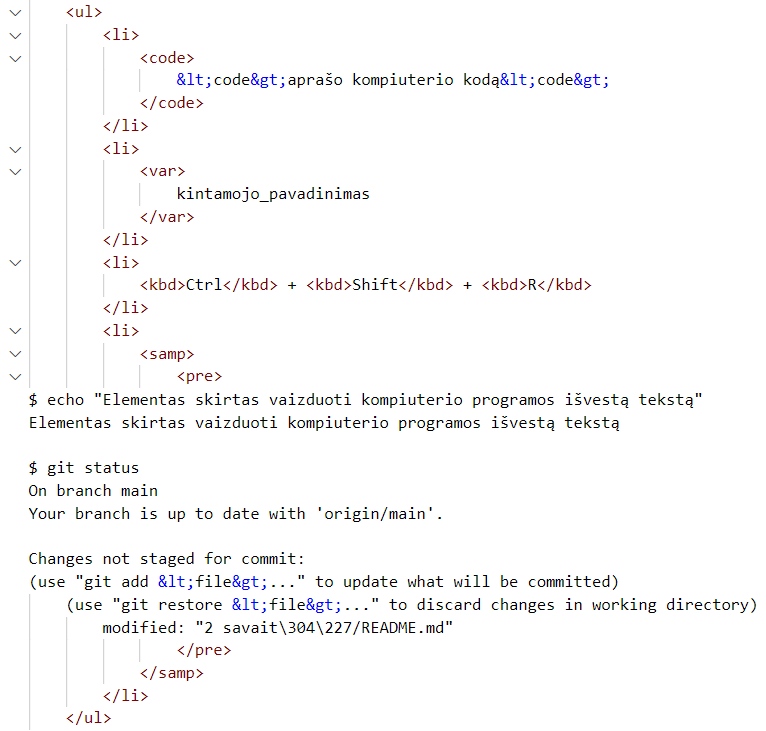 <ul>
<li>
<code>
&lt;code&gt;aprašo kompiuterio kodą&lt;code&gt;
</code>
</li>
<li>
<var>
kintamojo_pavadinimas
</var>
</li>
<li>
<kbd>Ctrl</kbd> + <kbd>Shift</kbd> + <kbd>R</kbd>
</li>
<li>
<samp>
<pre>
$ echo "Elementas skirtas vaizduoti kompiuterio programos išvestą tekstą"
Elementas skirtas vaizduoti kompiuterio programos išvestą tekstą

$ git status
On branch main
Your branch is up to date with 'origin/main'.

Changes not staged for commit:
(use "git add &lt;file&gt;..." to update what will be committed)
(use "git restore &lt;file&gt;..." to discard changes in working directory)
modified: "2 savait\304\227/README.md"
</pre>
</samp>
</li>
</ul>